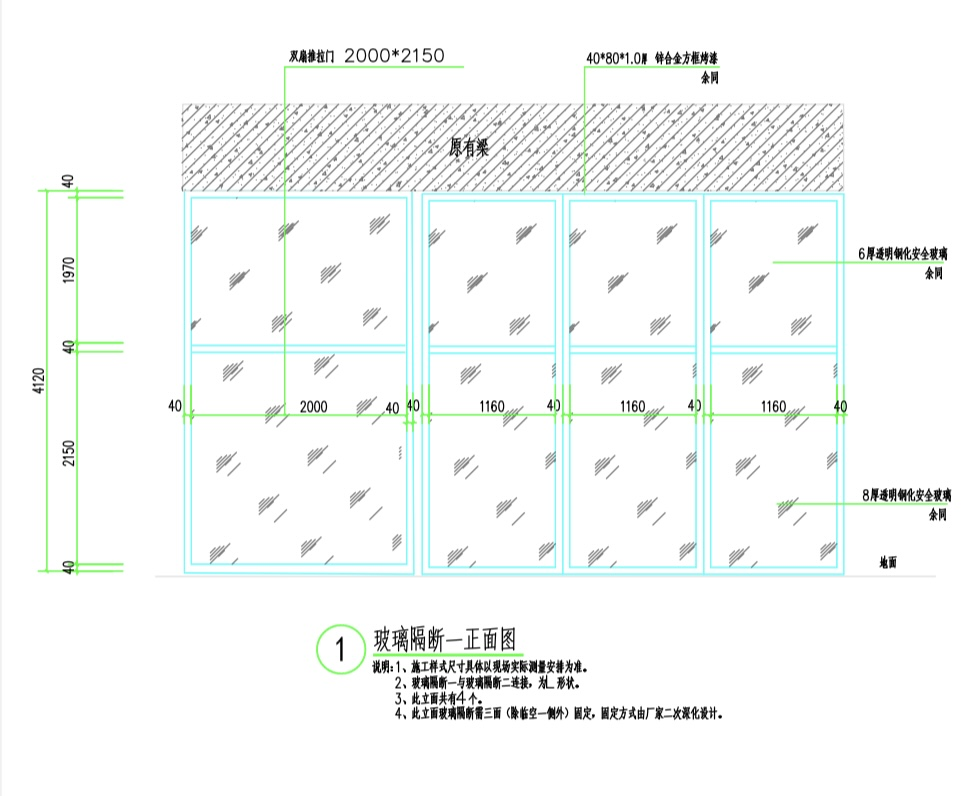 双扇推拉门 2000*2150
40*80*1.0厚 锌合金方框烤漆
余同
原有梁
40
1970
40
2150
40
4120
6厚透明钢化安全玻璃
余同
40 2000 40 40 1160 40 1160 40 1160 40
8厚透明钢化安全玻璃
余同
地面
1 玻璃隔断一正面图
说明:1、施工样式尺寸具体以现场实际测量安排为准。
2、玻璃隔断一与玻璃隔断二连接，为L形状。
3、此立面共有4个。
4、此立面玻璃隔断需三面（除临空一侧外）固定，固定方式由厂家二次深化设计。